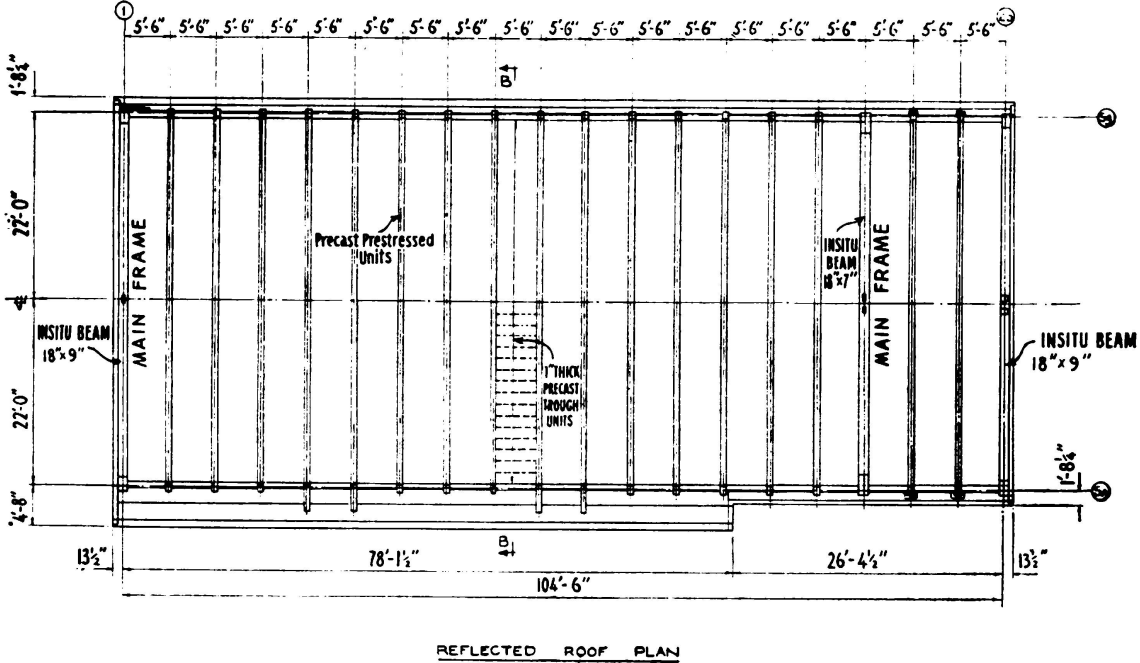 1
5'-6" 5'-6" 5'-6" 5'-6" 5'-6" 5'-6" 5'-6" 5'-6" 5'-6" 5'-6" 5'-6" 5'-6" 5'-6" 5'-6" 5'-6" 5'-6" 5'-6" 5'-6" 5'-6"
1'-8¼"
B
22'-0"
Precast Prestressed
Units
MAIN FRAME
INSITU
BEAM
18"x7"
MAIN FRAME
INSITU BEAM
18"x9"
1" THICK
PRECAST
TROUGH
UNITS
INSITU BEAM
18"x9"
22'-0"
1'-8¼"
4'-8"
B
13½"
78'-1½"
26'-4½"
13½"
104'-6"
REFLECTED ROOF PLAN